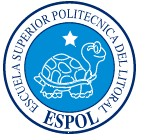 ESCUELA SUPERIOR POLITECNICA DEL LITORAL
ESPOL